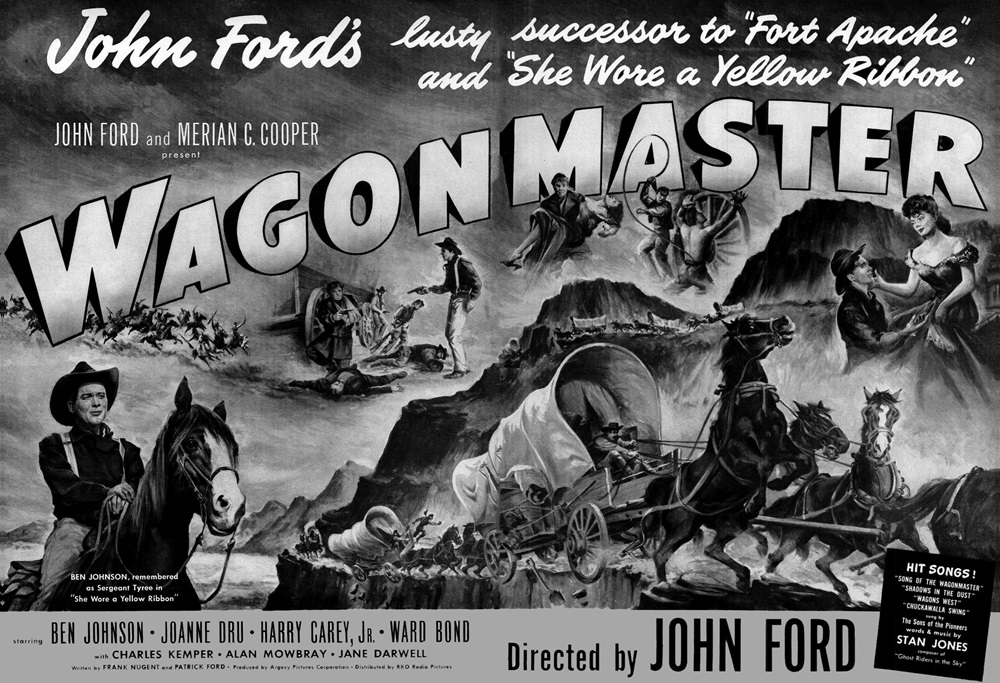 John Ford's lusty successor to "Fort Apache"
and "She Wore a Yellow Ribbon"
JOHN FORD and MERIAN C. COOPER
present
WAGONMASTER
BEN JOHNSON, remembered
as Sergeant Tyree in
"She Wore a Yellow Ribbon"
HIT SONGS!
"SONG OF THE WAGONMASTER"
"SHADOWS IN THE DUST"
"WAGONS WEST"
"CHUCKAWALLA SWING"
sung by
The Sons of the Pioneers
words & music by
STAN JONES
composer of
"Ghost Riders in the Sky"
starring BEN JOHNSON · JOANNE DRU · HARRY CAREY, Jr. · WARD BOND
with CHARLES KEMPER · ALAN MOWBRAY · JANE DARWELL
Written by FRANK NUGENT and PATRICK FORD · Produced by Argosy Pictures Corporation · Distributed by RKO Radio Pictures
Directed by JOHN FORD